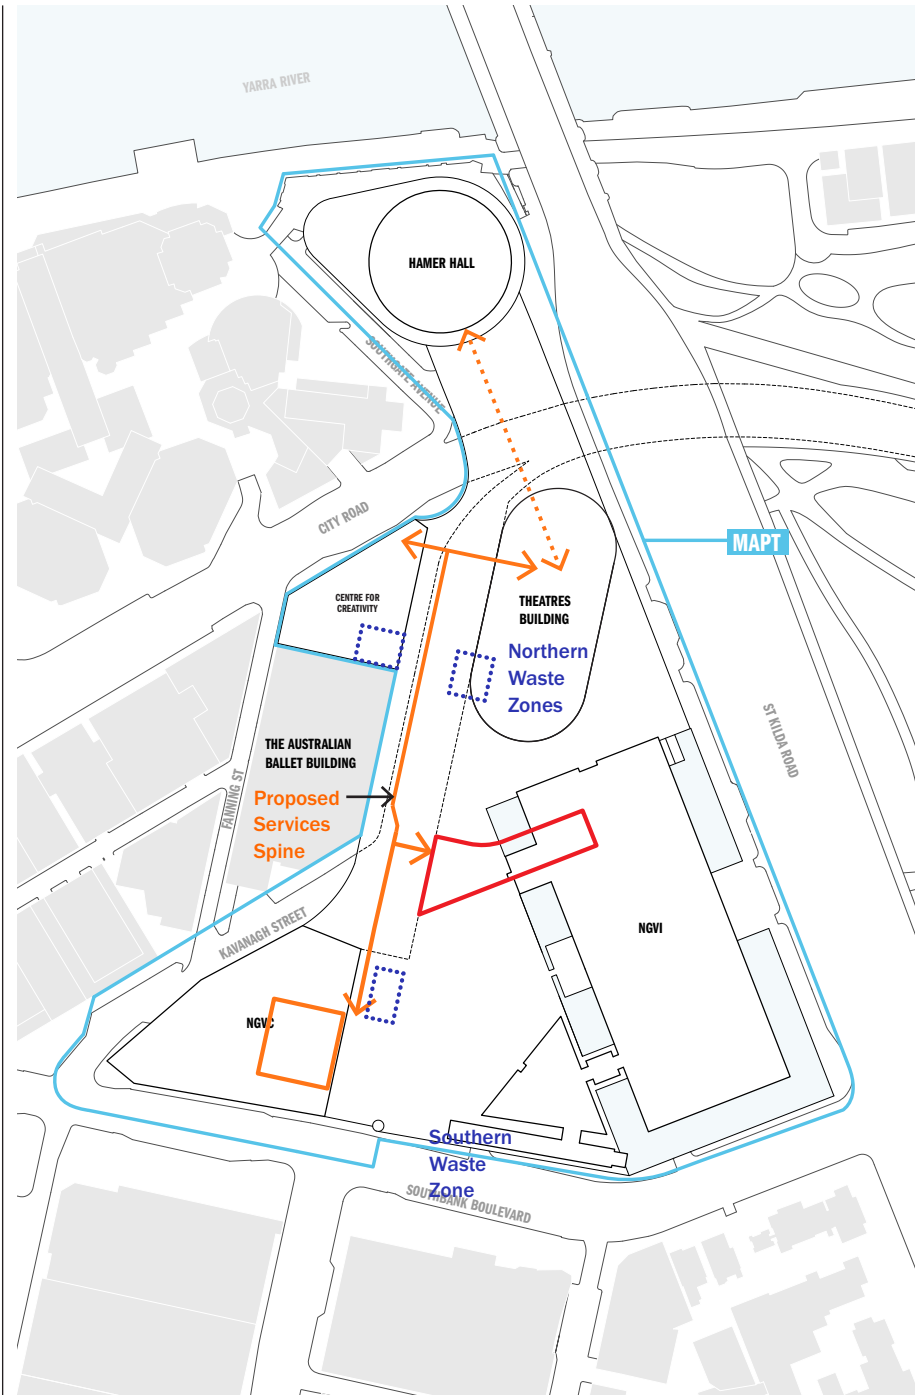 YARRA RIVER
HAMER HALL
SOUTHGATE AVENUE
CITY ROAD
MAPT
CENTRE FOR
CREATIVITY
THEATRES
BUILDING
Northern
Waste
Zones
ST KILDA ROAD
THE AUSTRALIAN
BALLET BUILDING
FANNING ST
Proposed
Services
Spine
KAVANAGH STREET
NGVI
NGVC
Southern
Waste
Zone
SOUTHBANK BOULEVARD